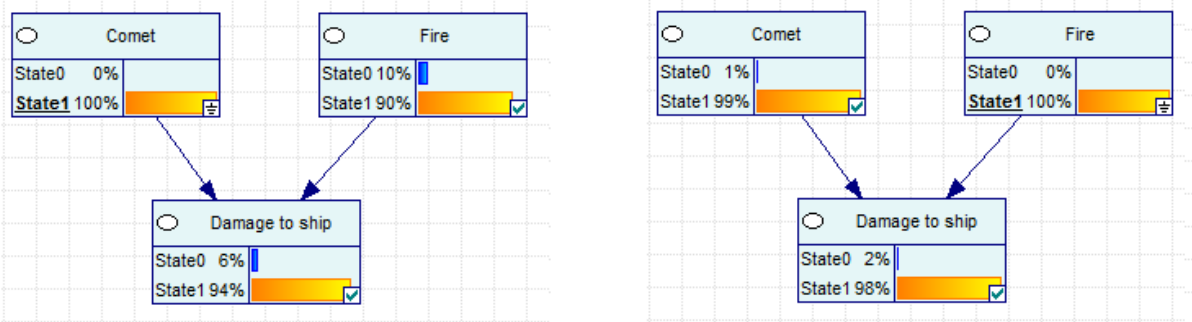 Comet
State0 0%
State1 100%
Fire
State0 10%
State1 90%
Damage to ship
State0 6%
State1 94%
Comet
State0 1%
State1 99%
Fire
State0 0%
State1 100%
Damage to ship
State0 2%
State1 98%